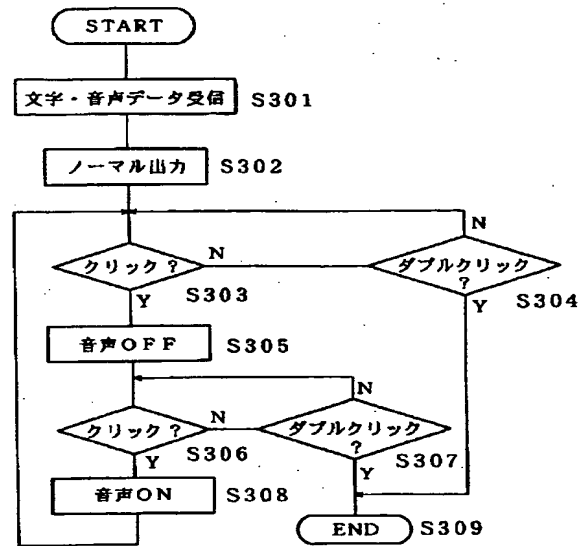 START
文字・音声データ受信 S301
ノーマル出力 S302
N
クリック? N
ダブルクリック
?
S303
S304
Y
Y
音声OFF S305
N
クリック? N
ダブルクリック
?
S306
S307
Y
Y
音声ON S308
END S309